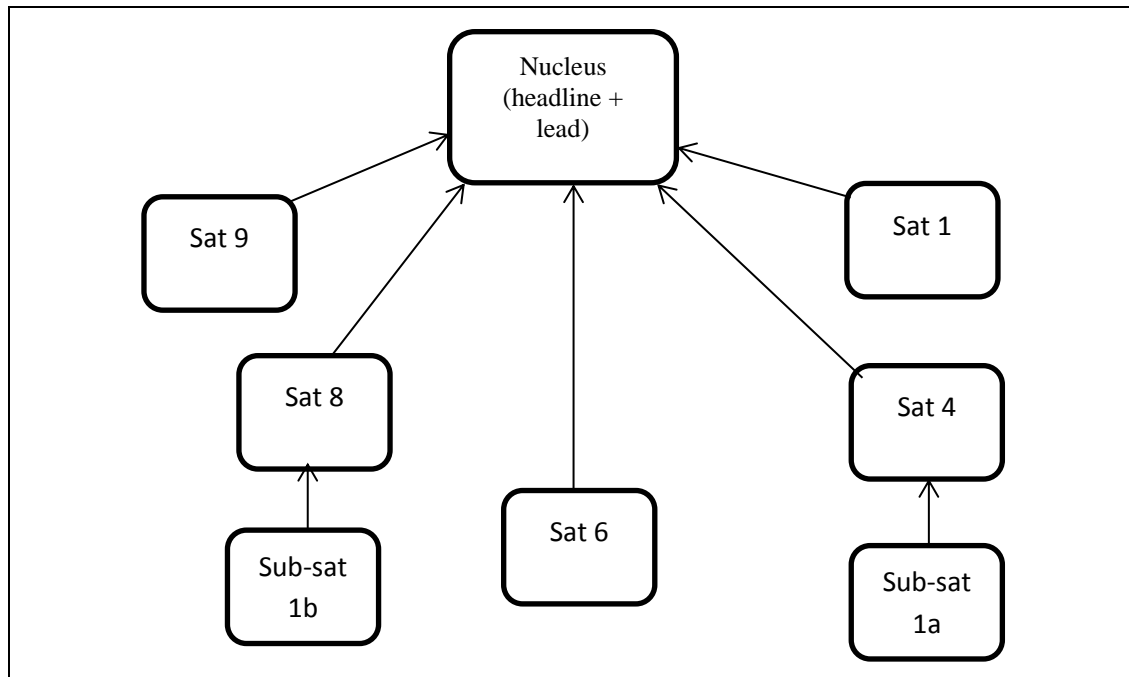 Nucleus
(headline +
lead)
Sat 9
Sat 1
Sat 8
Sat 4
Sat 6
Sub-sat
1b
Sub-sat
1a